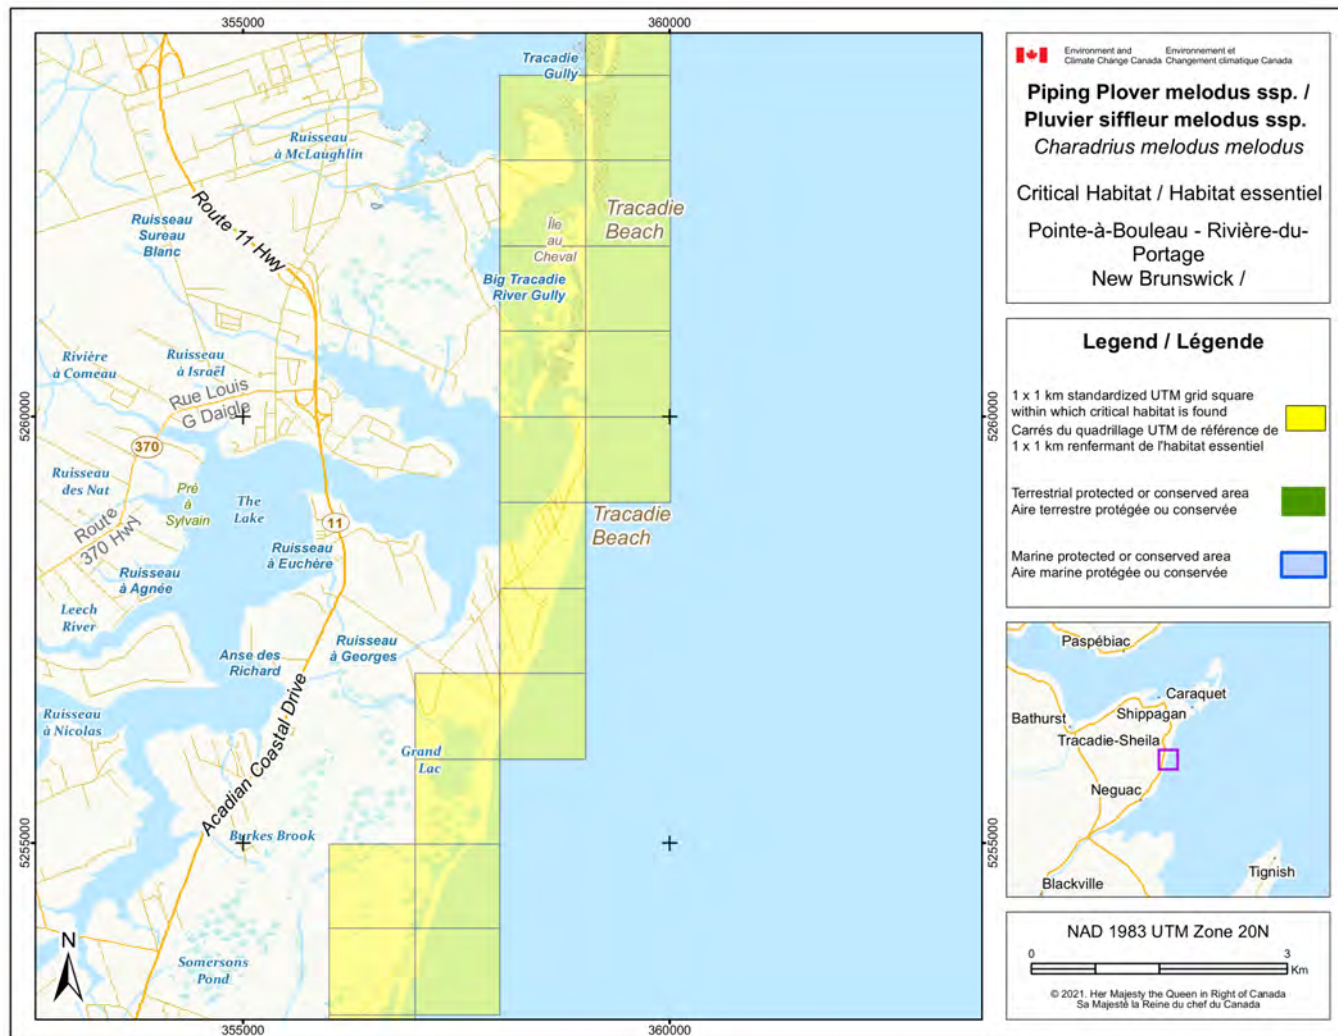 355000
360000
Tracadie
Gully
Ruisseau
à McLaughlin
Route 11 Hwy
Ruisseau
Sureau
Blanc
Île
au
Cheval
Tracadie
Beach
Big Tracadie
River Gully
Rivière
à Comeau
Ruisseau
à Israël
Rue Louis
G Daigle
5260000
5260000
370
Ruisseau
des Nat
Pré
à
Sylvain
The
Lake
11
Tracadie
Beach
Route
370 Hwy
Ruisseau
à Euchère
Ruisseau
à Agnée
Leech
River
Anse des
Richard
Ruisseau
à Georges
Ruisseau
à Nicolas
Acadian Coastal Drive
Grand
Lac
Burkes Brook
5255000
5255000
Somersons
Pond
N
355000
360000
Environment and
Climate Change Canada
Environnement et
Changement climatique Canada
Piping Plover melodus ssp. /
Pluvier siffleur melodus ssp.
Charadrius melodus melodus
Critical Habitat / Habitat essentiel
Pointe-à-Bouleau - Rivière-du-
Portage
New Brunswick /
Legend / Légende
1 x 1 km standardized UTM grid square
within which critical habitat is found
Carrés du quadrillage UTM de référence de
1 x 1 km renfermant de l'habitat essentiel
Terrestrial protected or conserved area
Aire terrestre protégée ou conservée
Marine protected or conserved area
Aire marine protégée ou conservée
Paspébiac
Caraquet
Bathurst
Shippagan
Tracadie-Sheila
Neguac
Blackville
Tignish
NAD 1983 UTM Zone 20N
0 3
Km
© 2021. Her Majesty the Queen in Right of Canada
Sa Majesté la Reine du chef du Canada